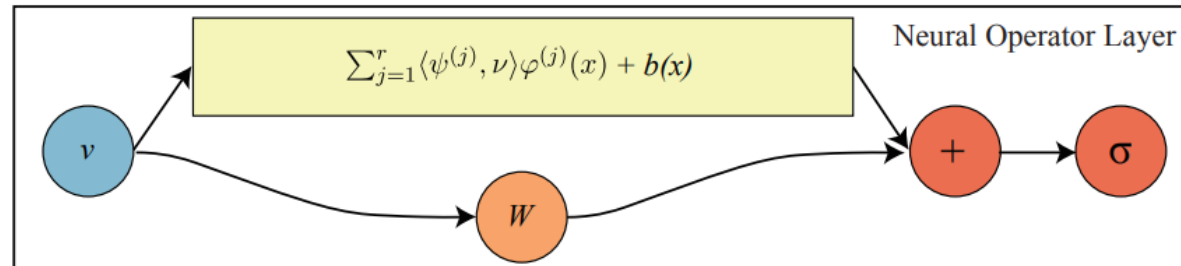 Neural Operator Layer
∑_{j=1}^{r}⟨ψ^{(j)}, ν⟩φ^{(j)}(x) + b(x)
v
W
+
σ